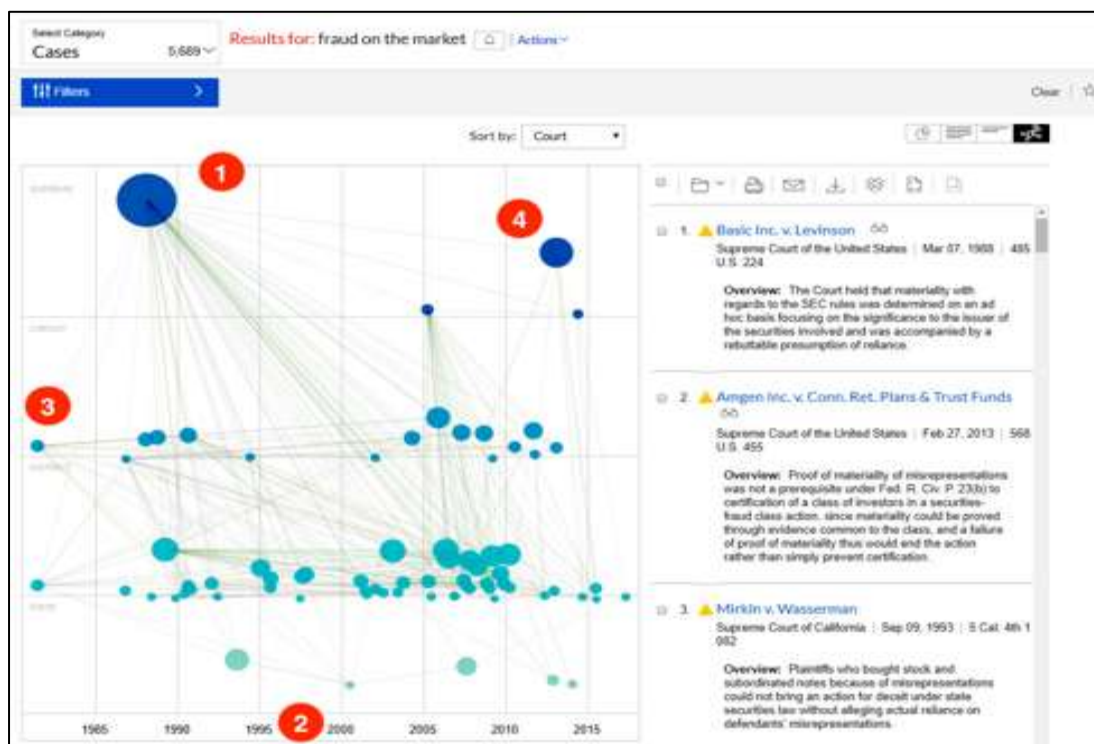 Select Category
Cases 5,689
Results for: fraud on the market
Actions
Filters
Clear
Sort by: Court
1
4
3
2
1985 1990 1995 2000 2005 2010 2015
1. Basic Inc. v. Levinson
Supreme Court of the United States | Mar 07, 1988 | 485
U.S. 224
Overview: The Court held that materiality with
regards to the SEC rules was determined on an ad
hoc basis focusing on the significance to the issuer of
the securities involved and was accompanied by a
rebuttable presumption of reliance.
2. Amgen Inc. v. Conn. Ret. Plans & Trust Funds
Supreme Court of the United States | Feb 27, 2013 | 568
U.S. 455
Overview: Proof of materiality of misrepresentations
was not a prerequisite under Fed. R. Civ. P. 23(b) to
certification of a class of investors in a securities-
fraud class action, since materiality could be proved
through evidence common to the class, and a failure
of proof of materiality thus would end the action
rather than simply prevent certification.
3. Mirkin v. Wasserman
Supreme Court of California | Sep 09, 1993 | 5 Cal. 4th 1
082
Overview: Plaintiffs who bought stock and
subordinated notes because of misrepresentations
could not bring an action for deceit under state
securities law without alleging actual reliance on
defendants' misrepresentations.